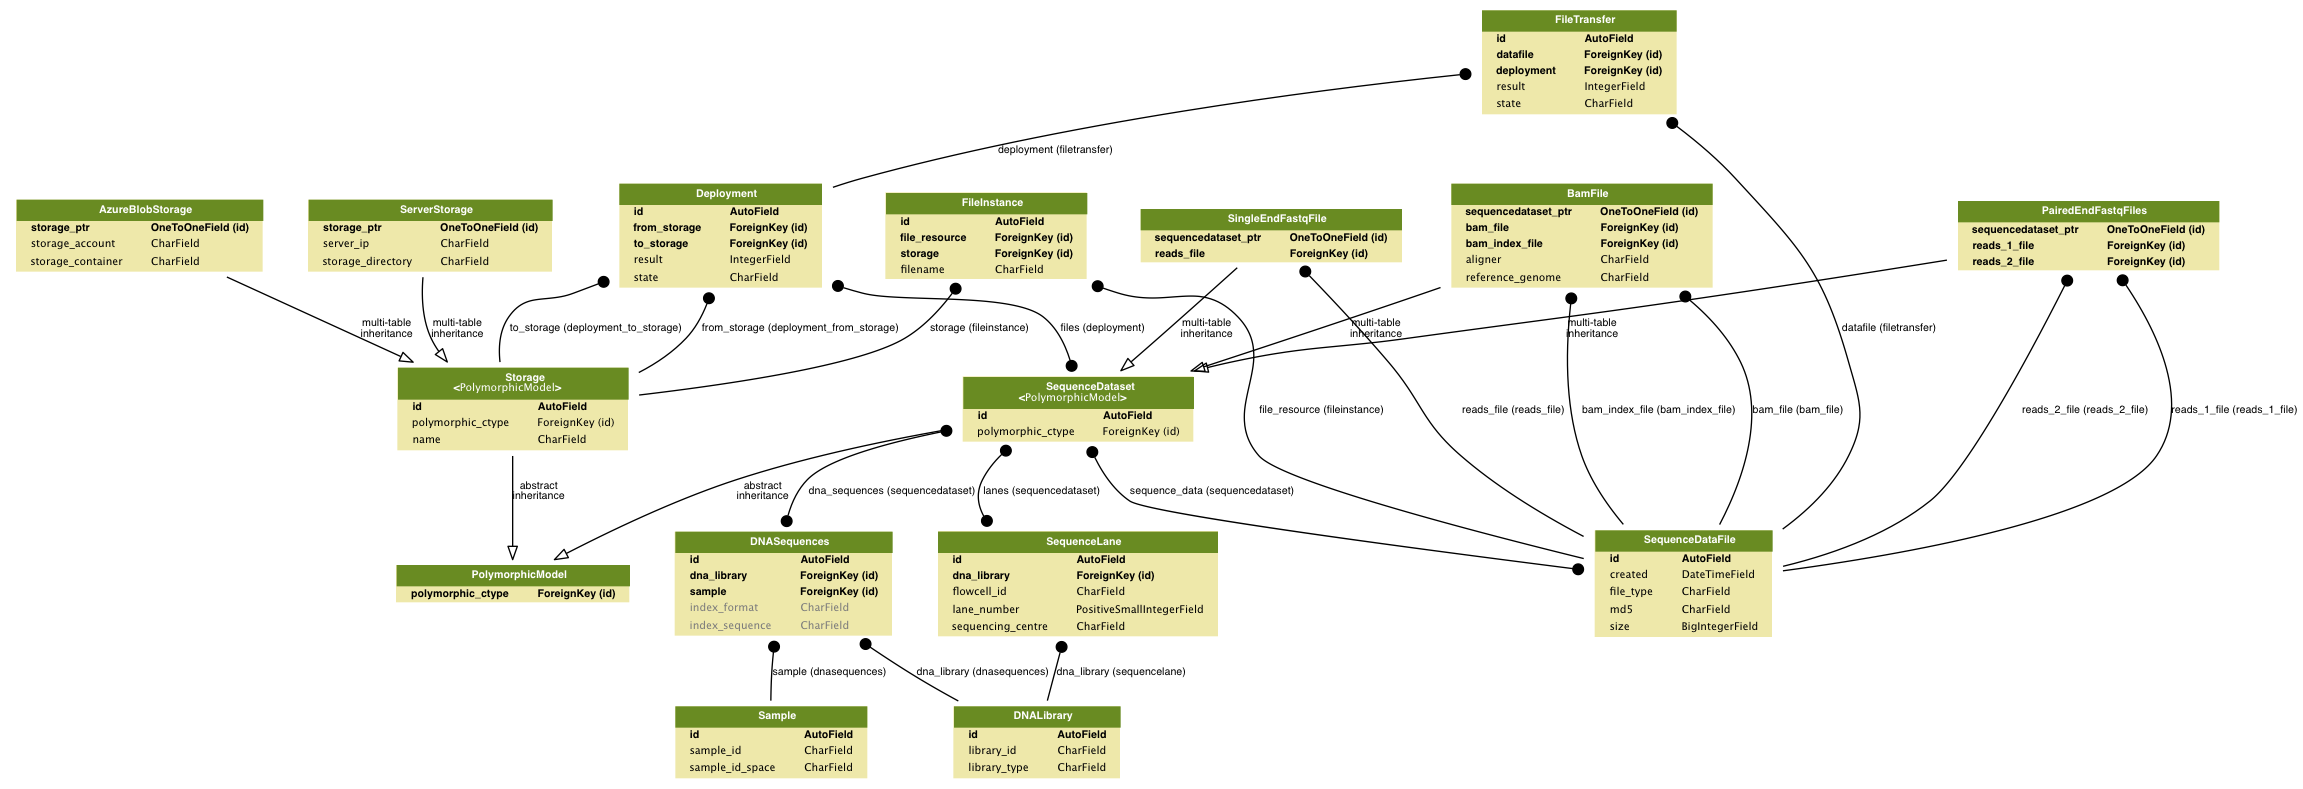 FileTransfer
id AutoField
datafile ForeignKey (id)
deployment ForeignKey (id)
result IntegerField
state CharField
deployment (filetransfer)
AzureBlobStorage
storage_ptr OneToOneField (id)
storage_account CharField
storage_container CharField
ServerStorage
storage_ptr OneToOneField (id)
server_ip CharField
storage_directory CharField
Deployment
id AutoField
from_storage ForeignKey (id)
to_storage ForeignKey (id)
result IntegerField
state CharField
FileInstance
id AutoField
file_resource ForeignKey (id)
storage ForeignKey (id)
filename CharField
SingleEndFastqFile
sequencedataset_ptr OneToOneField (id)
reads_file ForeignKey (id)
BamFile
sequencedataset_ptr OneToOneField (id)
bam_file ForeignKey (id)
bam_index_file ForeignKey (id)
aligner CharField
reference_genome CharField
PairedEndFastqFiles
sequencedataset_ptr OneToOneField (id)
reads_1_file ForeignKey (id)
reads_2_file ForeignKey (id)
multi-table
inheritance
multi-table
inheritance
to_storage (deployment_to_storage)
from_storage (deployment_from_storage)
storage (fileinstance)
files (deployment)
multi-table
inheritance
multi-table
inheritance
multi-table
inheritance
datafile (filetransfer)
Storage
<PolymorphicModel>
id AutoField
polymorphic_ctype ForeignKey (id)
name CharField
SequenceDataset
<PolymorphicModel>
id AutoField
polymorphic_ctype ForeignKey (id)
file_resource (fileinstance)
reads_file (reads_file)
bam_index_file (bam_index_file)
bam_file (bam_file)
reads_2_file (reads_2_file)
reads_1_file (reads_1_file)
abstract
inheritance
abstract
inheritance
dna_sequences (sequencedataset)
lanes (sequencedataset)
sequence_data (sequencedataset)
PolymorphicModel
polymorphic_ctype ForeignKey (id)
DNASequences
id AutoField
dna_library ForeignKey (id)
sample ForeignKey (id)
index_format CharField
index_sequence CharField
SequenceLane
id AutoField
dna_library ForeignKey (id)
flowcell_id CharField
lane_number PositiveSmallIntegerField
sequencing_centre CharField
SequenceDataFile
id AutoField
created DateTimeField
file_type CharField
md5 CharField
size BigIntegerField
sample (dnasequences)
dna_library (dnasequences)
dna_library (sequencelane)
Sample
id AutoField
sample_id CharField
sample_id_space CharField
DNALibrary
id AutoField
library_id CharField
library_type CharField